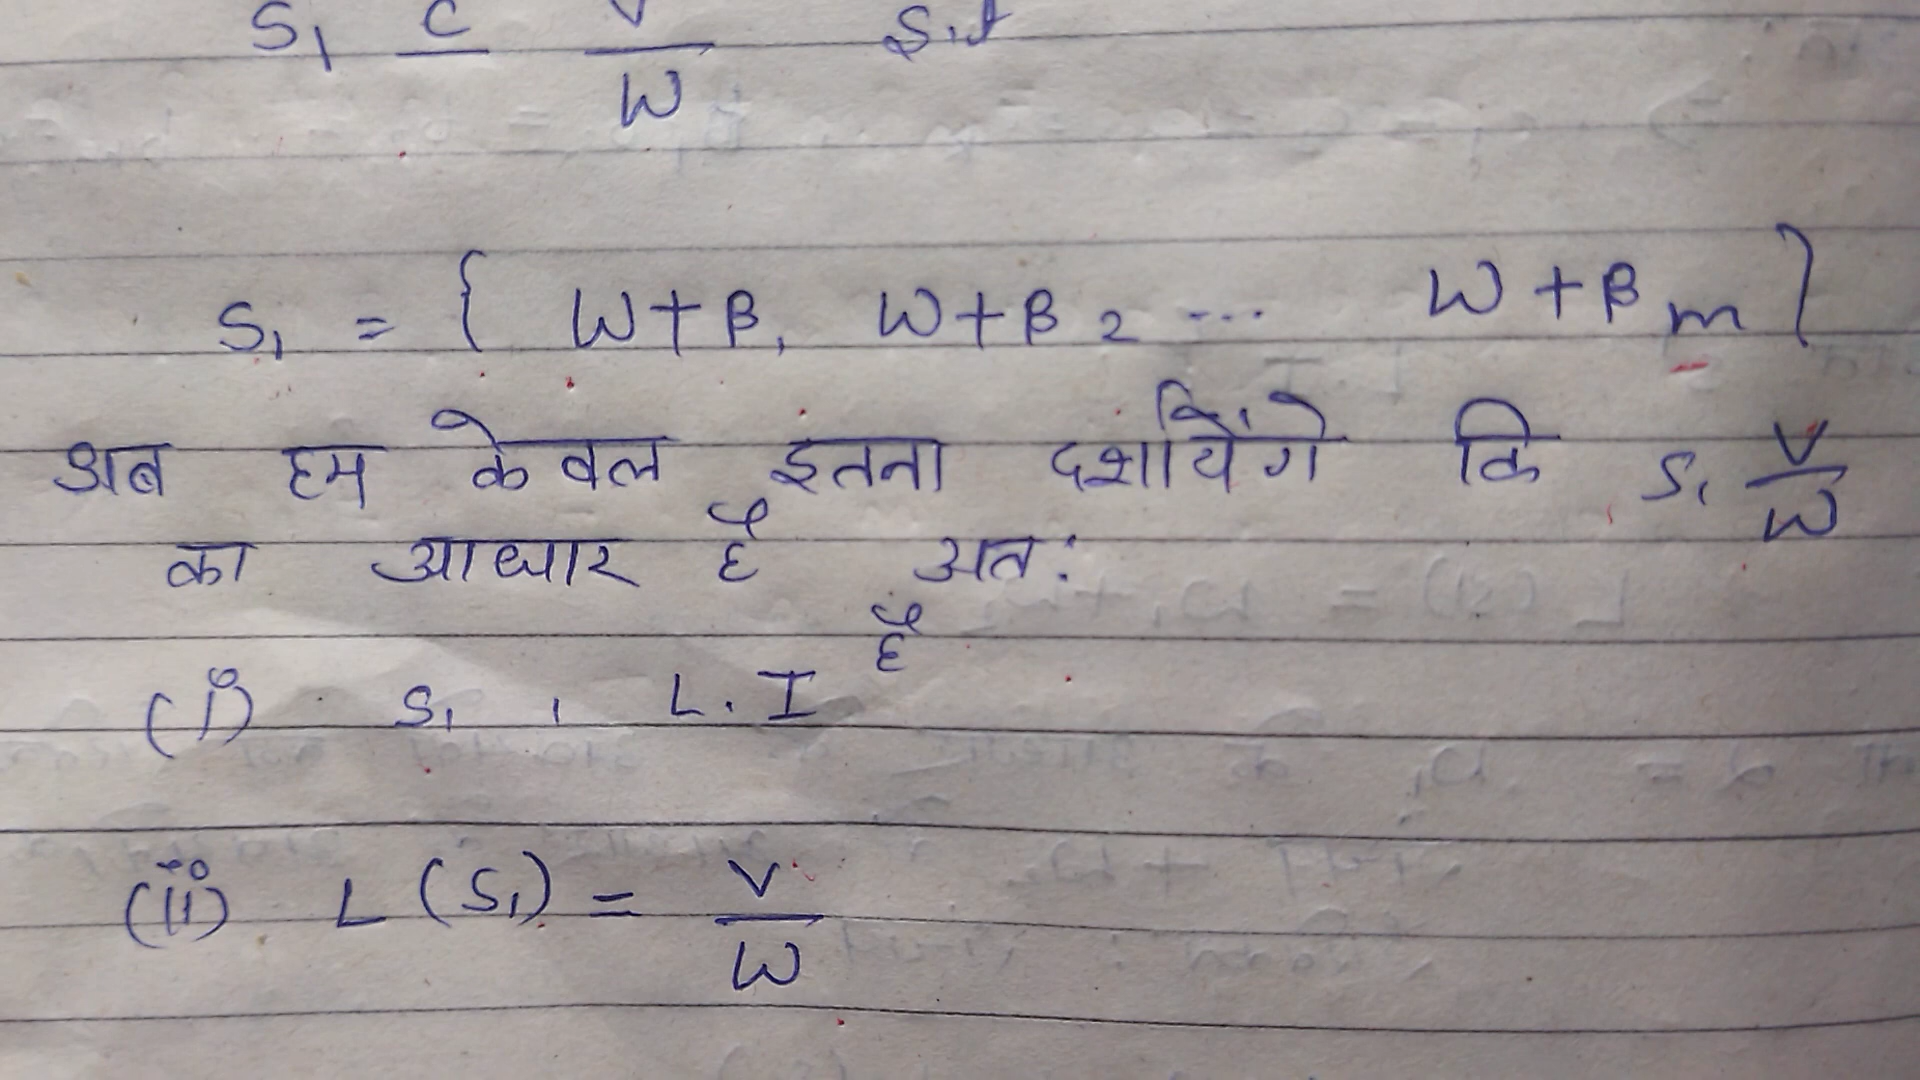 S₁ ⊆ V/W s.t
S₁ = { W+β₁ W+β₂ ... W+βm }
अब हम केवल इतना दर्शायेंगे कि S₁ V/W
का आधार है अत:
(i) S₁, L.I है
(ii) L(S₁) = V/W